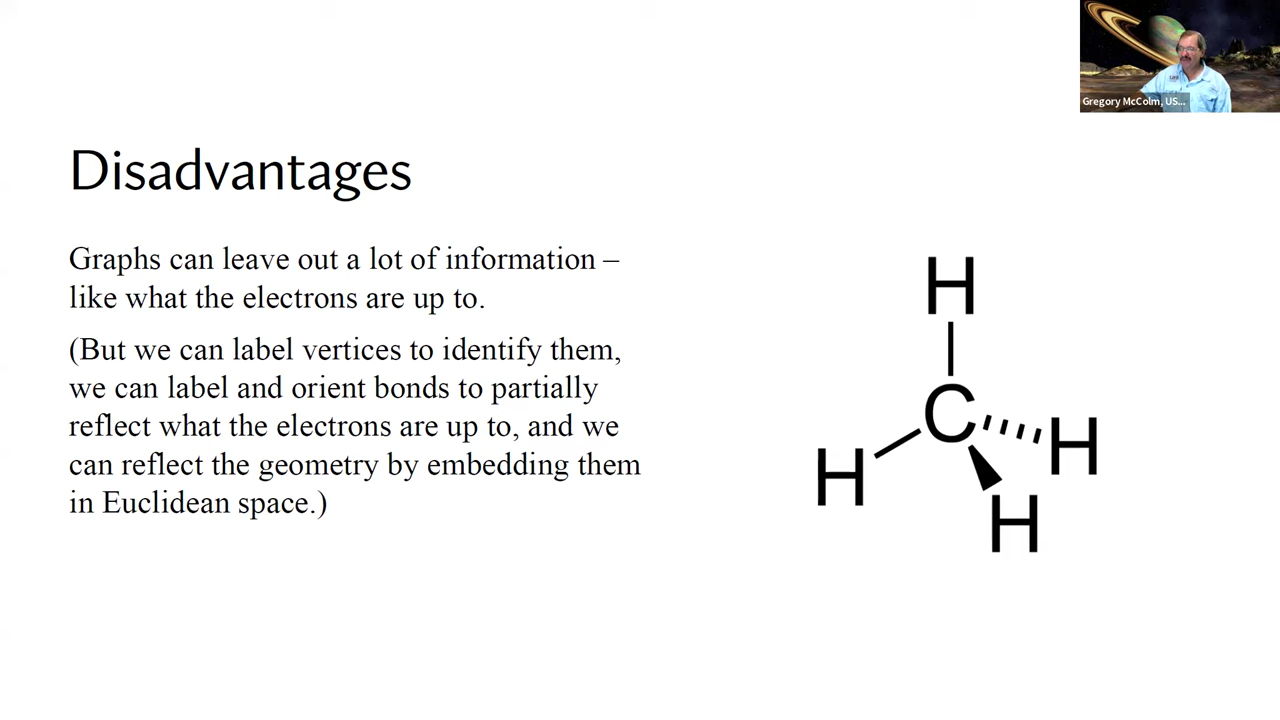 Gregory McColm, US...
Disadvantages
Graphs can leave out a lot of information –
like what the electrons are up to.
(But we can label vertices to identify them,
we can label and orient bonds to partially
reflect what the electrons are up to, and we
can reflect the geometry by embedding them
in Euclidean space.)
H
C
H
H
H